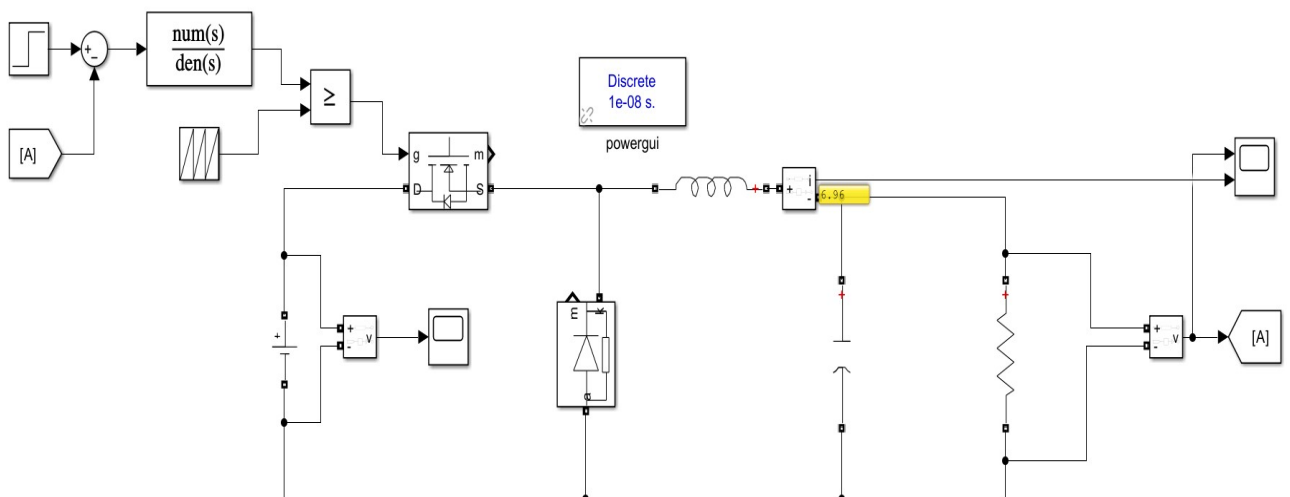 +
−
num(s)
den(s)
≥
[A]
Discrete
1e-08 s.
powergui
g
m
D
S
+
i
-
6.96
+
m
k
a
+
+
-
v
+
+
+
-
v
[A]